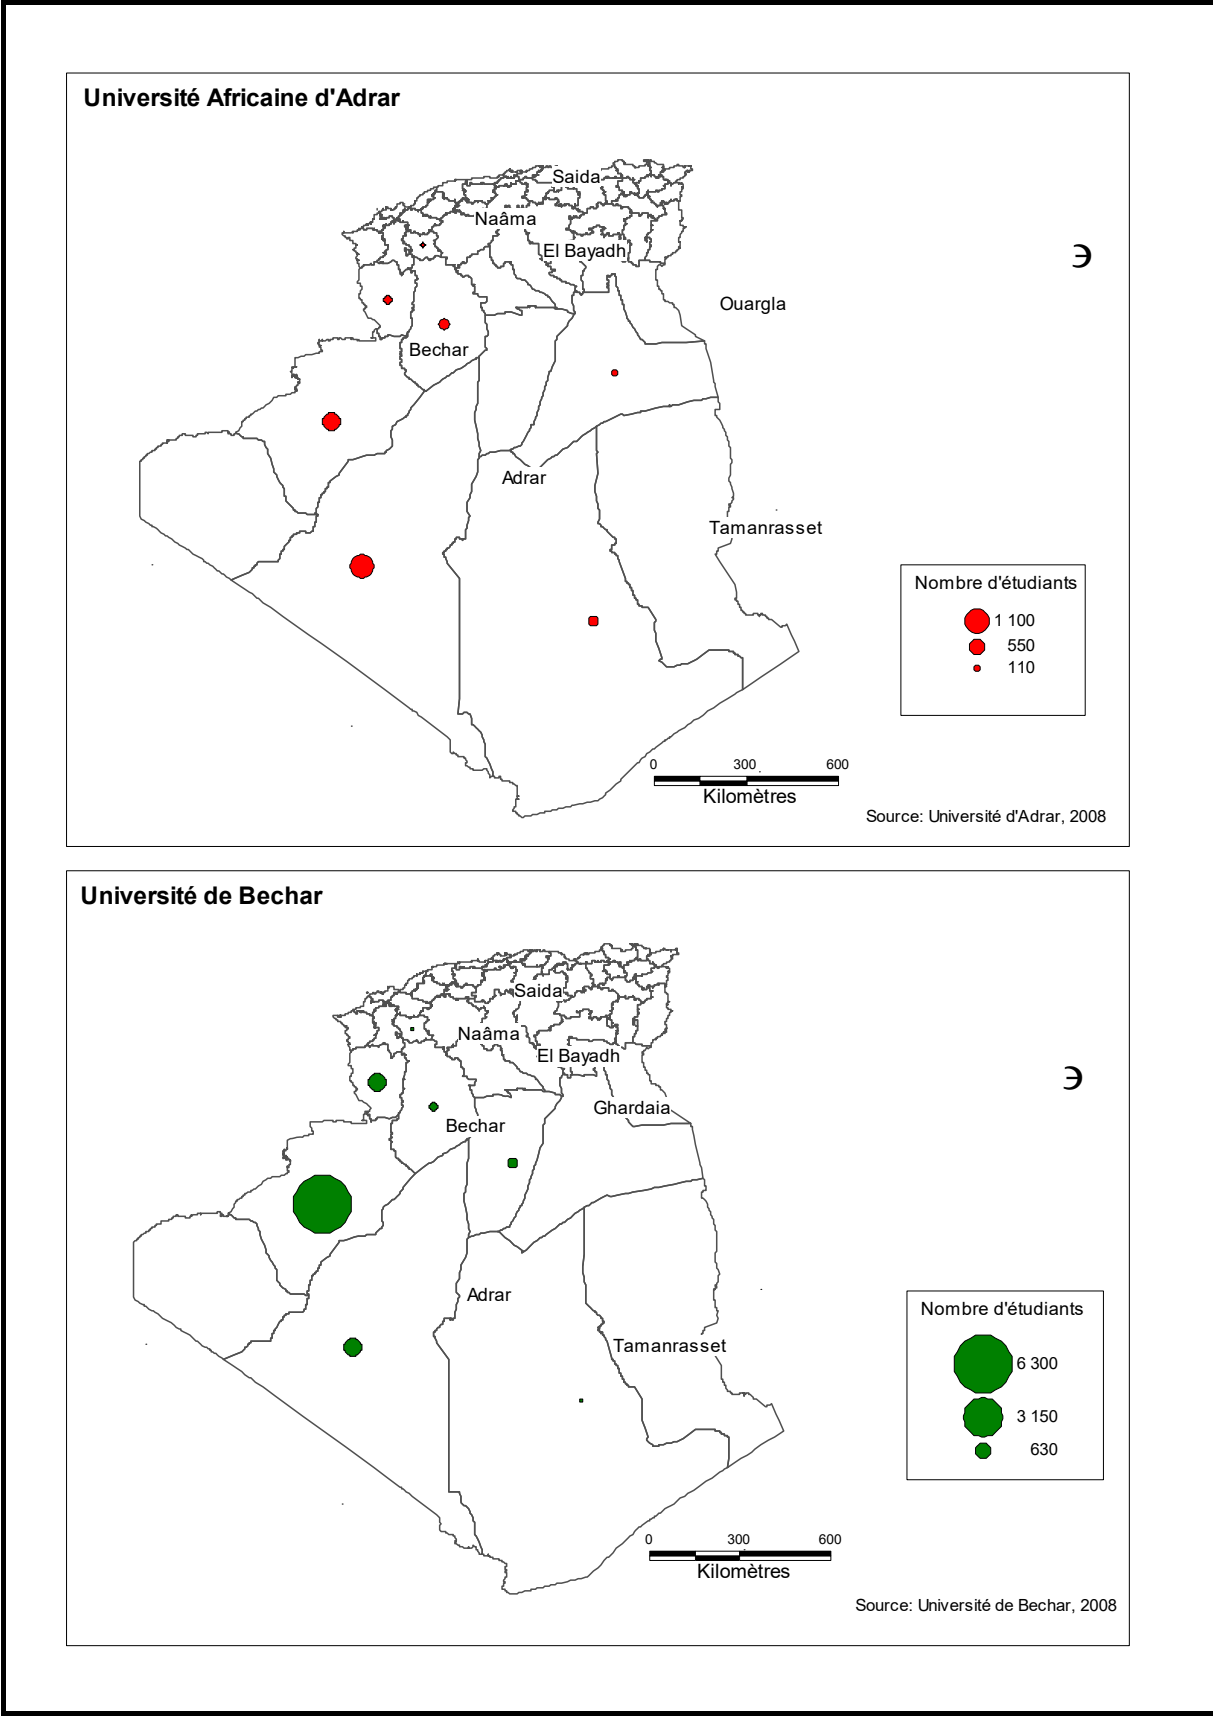 Université Africaine d'Adrar
Saida
Naâma
El Bayadh
Э
Ouargla
Bechar
Adrar
Tamanrasset
Nombre d'étudiants
1 100
550
110
0 300 600
Kilomètres
Source: Université d'Adrar, 2008
Université de Bechar
Saida
Naâma
El Bayadh
Э
Ghardaia
Bechar
Adrar
Tamanrasset
Nombre d'étudiants
6 300
3 150
630
0 300 600
Kilomètres
Source: Université de Bechar, 2008